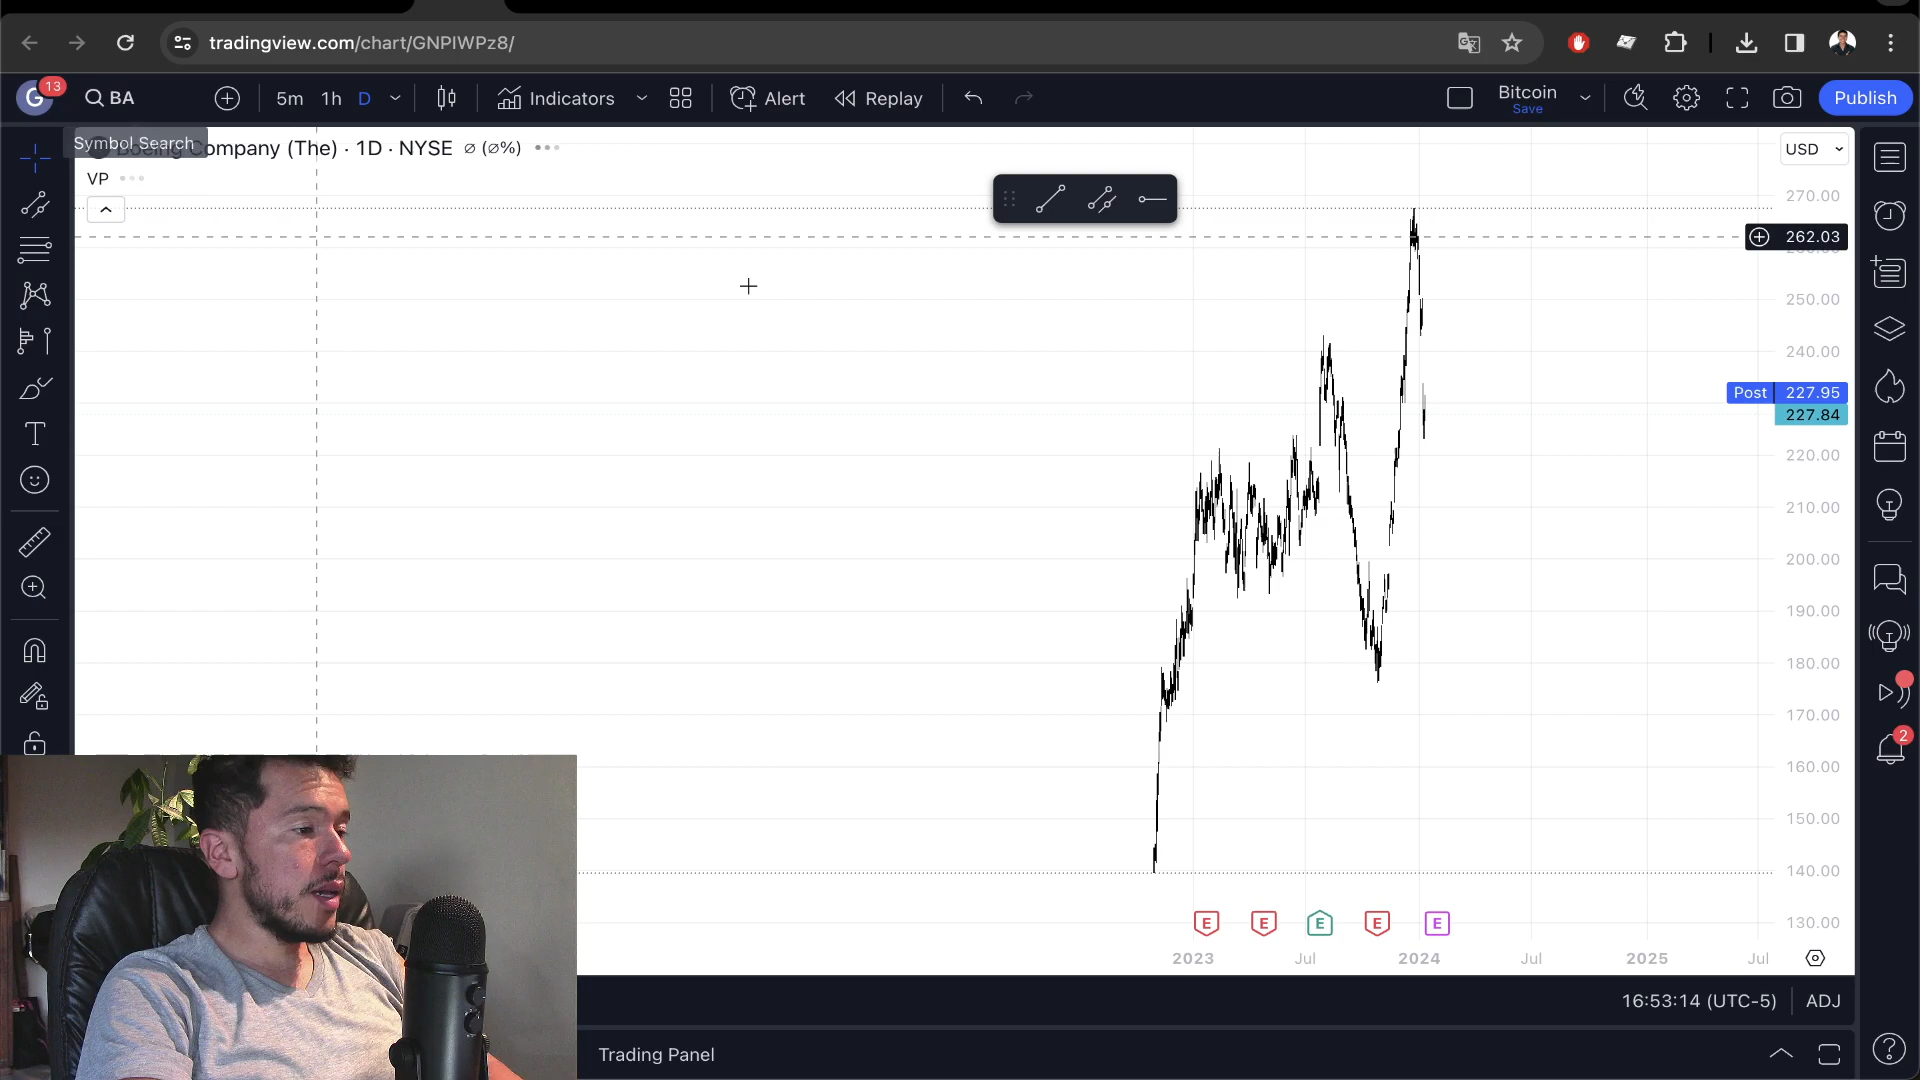 tradingview.com/chart/GNPIWPz8/
G 13 BA 5m 1h D Indicators Alert Replay Bitcoin Save Publish
Symbol Search
Company (The) · 1D · NYSE ∅ (∅%)
VP
USD
270.00
262.03
250.00
240.00
Post 227.95
227.84
220.00
210.00
200.00
190.00
180.00
170.00
160.00
150.00
140.00
130.00
2
E E E E E
2023 Jul 2024 Jul 2025 Jul
16:53:14 (UTC-5) ADJ
Trading Panel